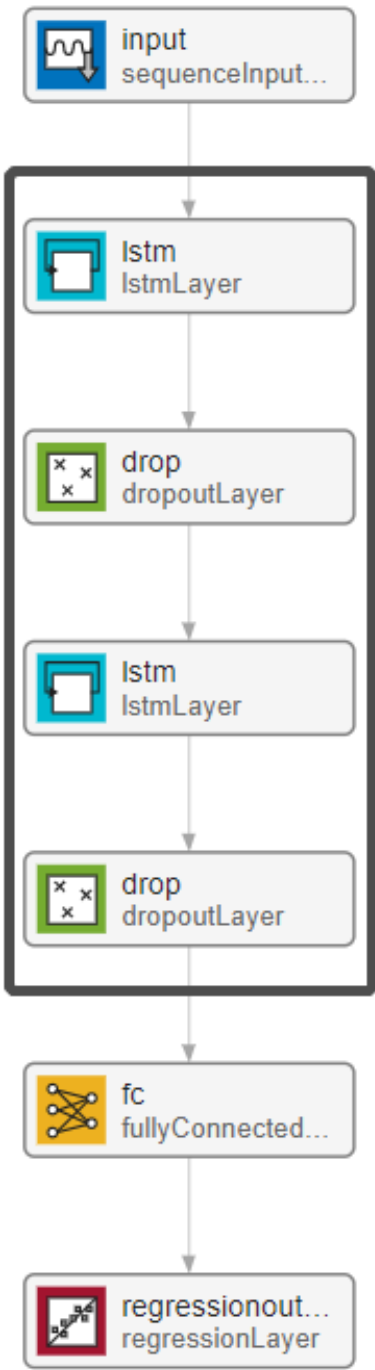 input
sequenceInput...
lstm
lstmLayer
drop
dropoutLayer
lstm
lstmLayer
drop
dropoutLayer
fc
fullyConnected...
regressionout...
regressionLayer